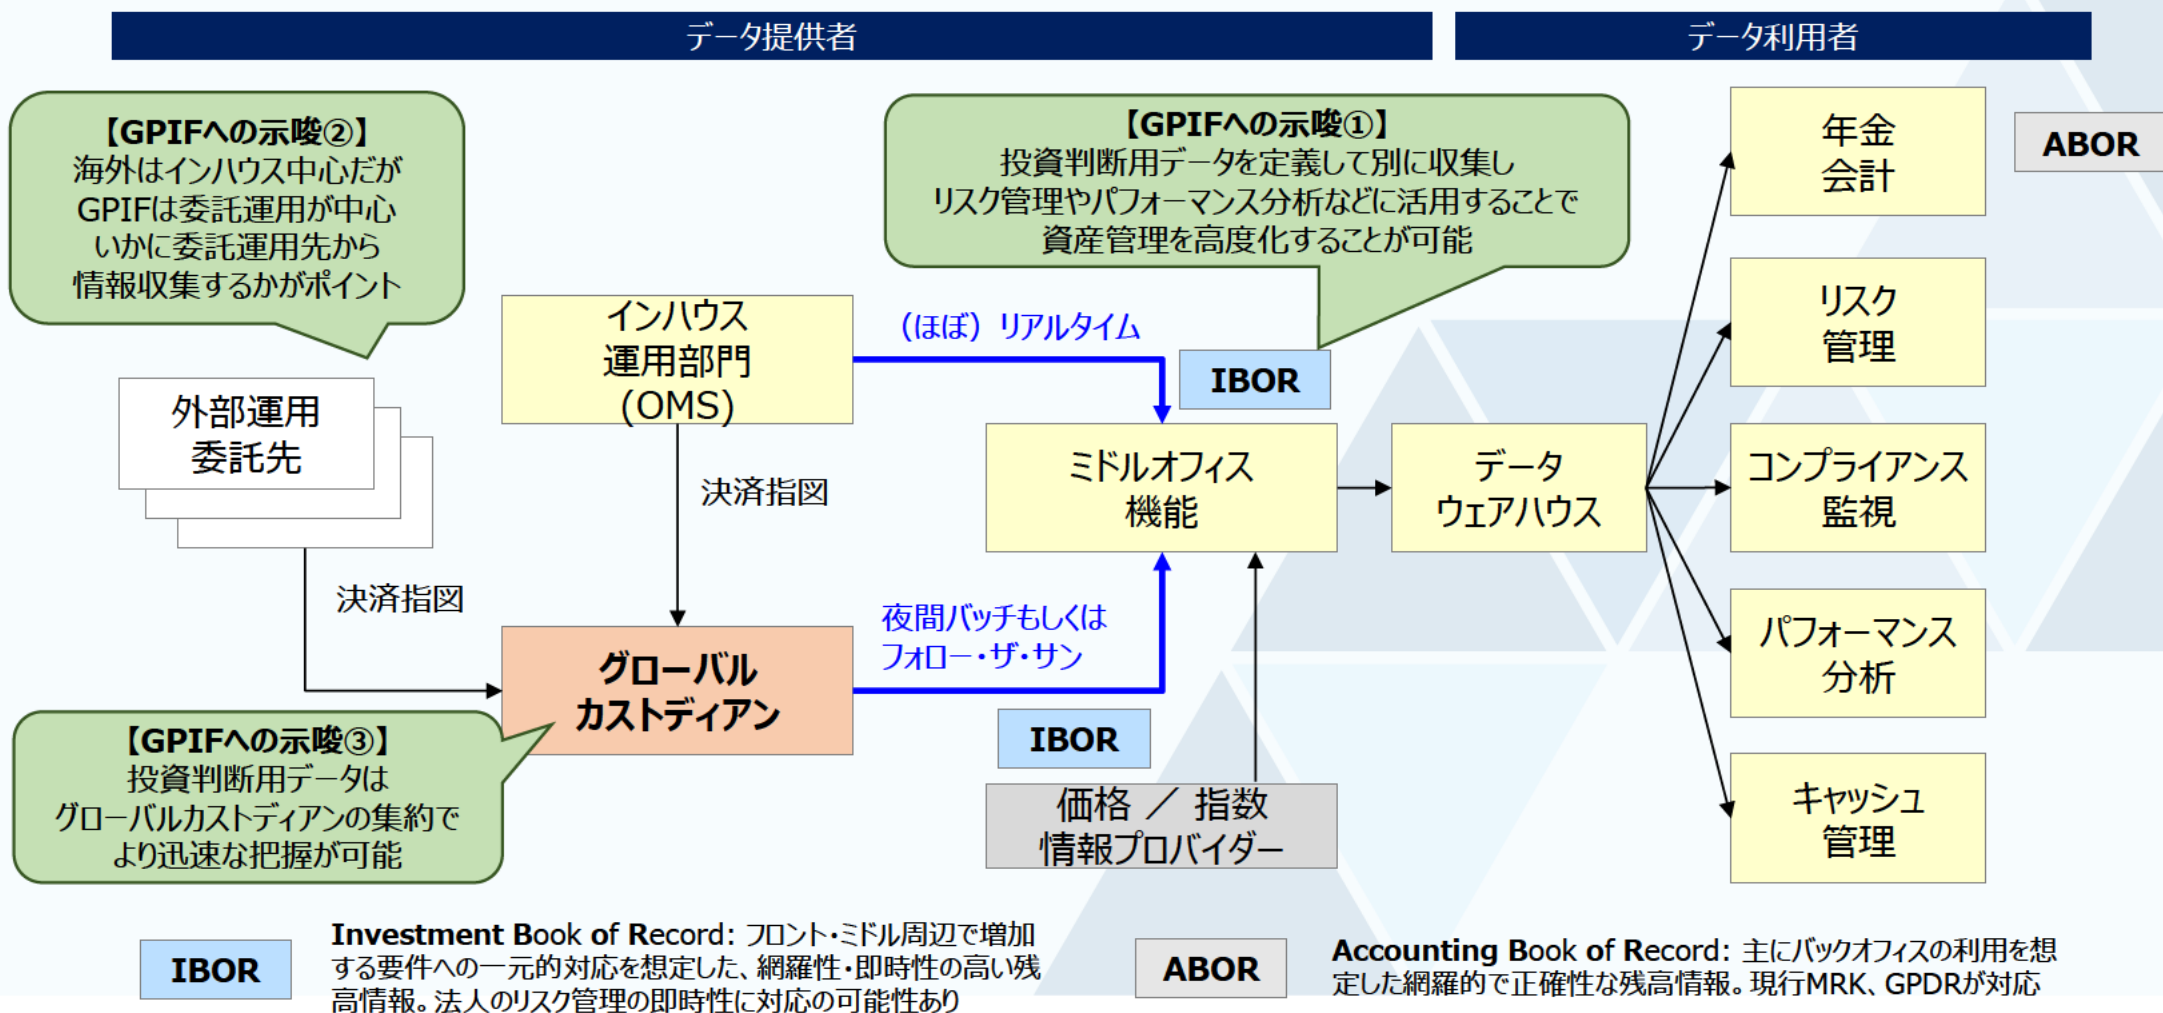 データ提供者
データ利用者
【GPIFへの示唆②】
海外はインハウス中心だが
GPIFは委託運用が中心
いかに委託運用先から
情報収集するかがポイント
【GPIFへの示唆①】
投資判断用データを定義して別に収集し
リスク管理やパフォーマンス分析などに活用することで
資産管理を高度化することが可能
年金
会計
ABOR
インハウス
運用部門
(OMS)
（ほぼ）リアルタイム
IBOR
リスク
管理
外部運用
委託先
決済指図
ミドルオフィス
機能
データ
ウェアハウス
コンプライアンス
監視
決済指図
夜間バッチもしくは
フォロー・ザ・サン
グローバル
カストディアン
パフォーマンス
分析
【GPIFへの示唆③】
投資判断用データは
グローバルカストディアンの集約で
より迅速な把握が可能
IBOR
価格 ／ 指数
情報プロバイダー
キャッシュ
管理
IBOR
Investment Book of Record: フロント・ミドル周辺で増加
する要件への一元的対応を想定した、網羅性・即時性の高い残
高情報。法人のリスク管理の即時性に対応の可能性あり
ABOR
Accounting Book of Record: 主にバックオフィスの利用を想
定した網羅的で正確性な残高情報。現行MRK、GPDRが対応